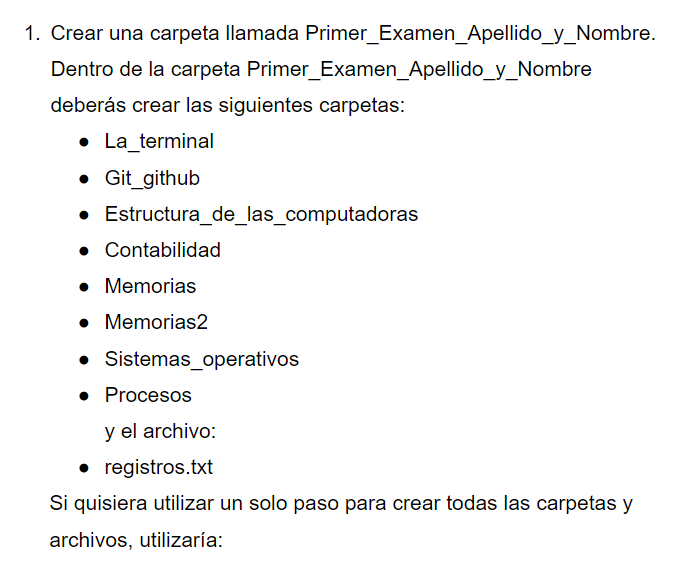 1. Crear una carpeta llamada Primer_Examen_Apellido_y_Nombre.
Dentro de la carpeta Primer_Examen_Apellido_y_Nombre
deberás crear las siguientes carpetas:
● La_terminal
● Git_github
● Estructura_de_las_computadoras
● Contabilidad
● Memorias
● Memorias2
● Sistemas_operativos
● Procesos
y el archivo:
● registros.txt
Si quisiera utilizar un solo paso para crear todas las carpetas y
archivos, utilizaría: